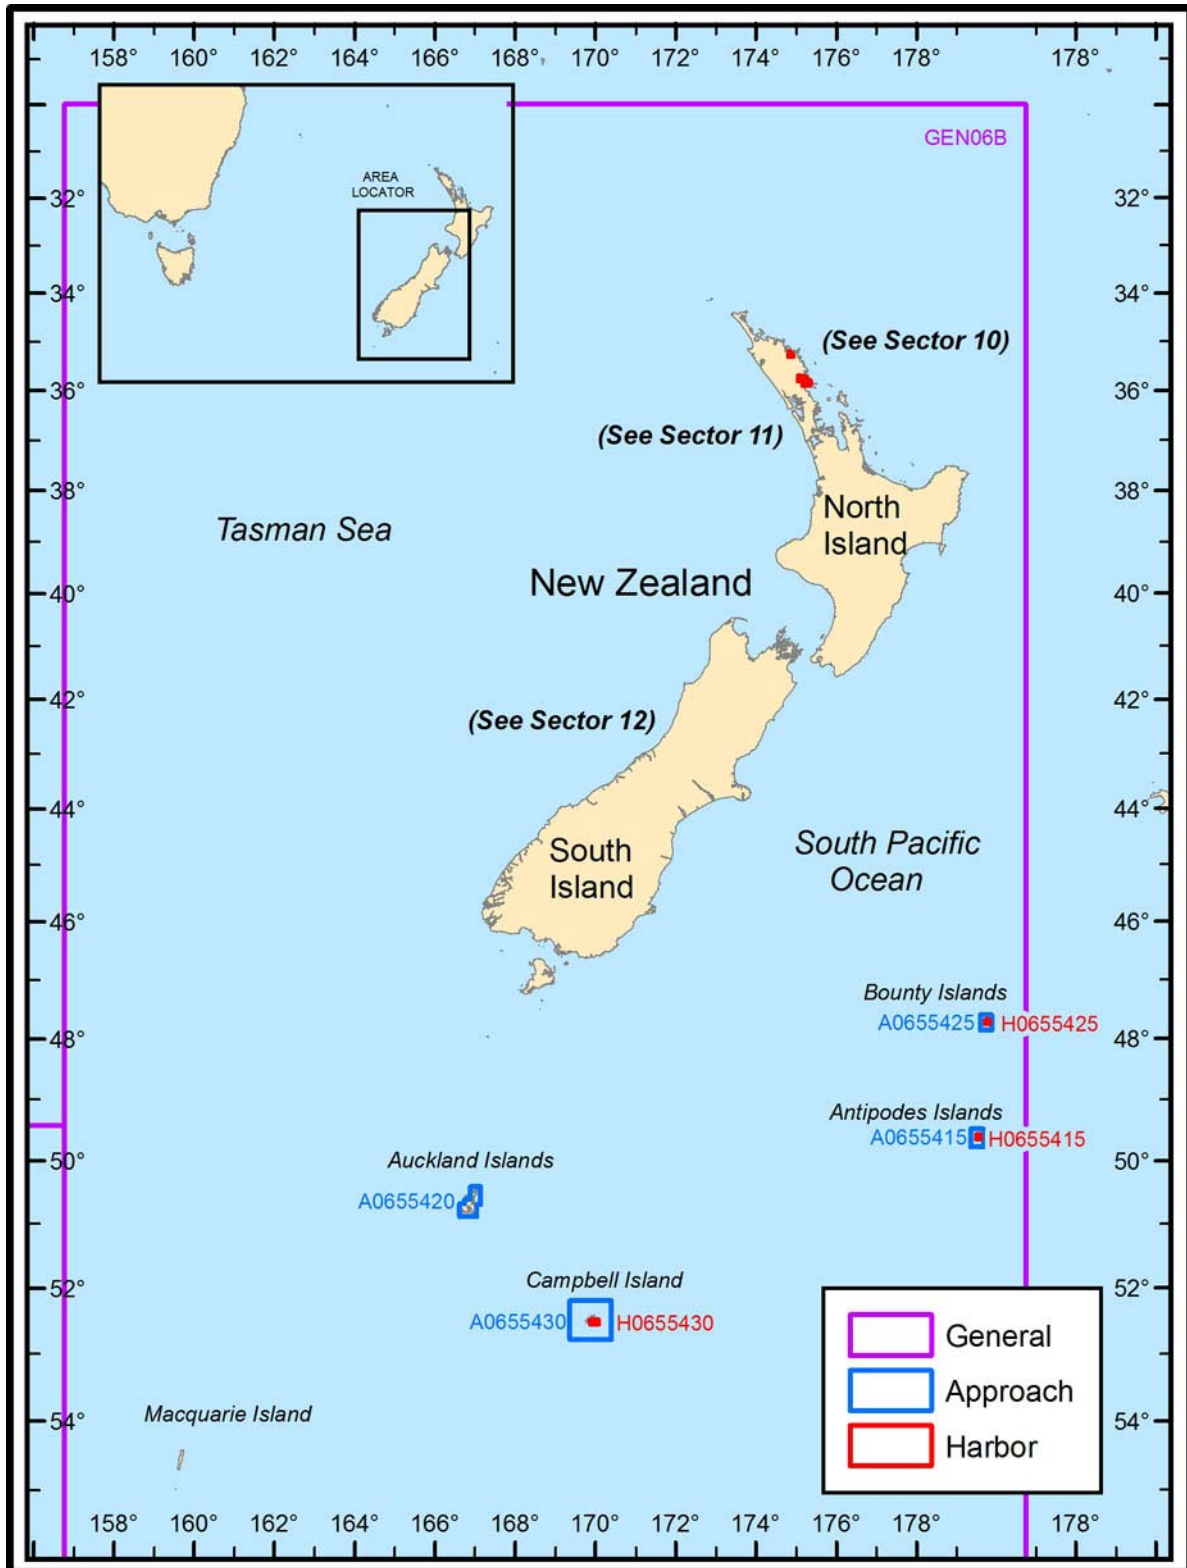 158° 160° 162° 164° 166° 168° 170° 172° 174° 176° 178° 178°
GEN06B
AREA
LOCATOR
32° 32°
34° 34°
(See Sector 10)
36° 36°
(See Sector 11)
38° 38°
North
Island
Tasman Sea
New Zealand
40° 40°
42° 42°
(See Sector 12)
44° 44°
South Pacific
Ocean
South
Island
46° 46°
Bounty Islands
A0655425 H0655425
48° 48°
Antipodes Islands
A0655415 H0655415
50° 50°
Auckland Islands
A0655420
52° 52°
Campbell Island
A0655430 H0655430
General
Approach
Harbor
54° 54°
Macquarie Island
158° 160° 162° 164° 166° 168° 170° 172° 174° 176° 178° 178°